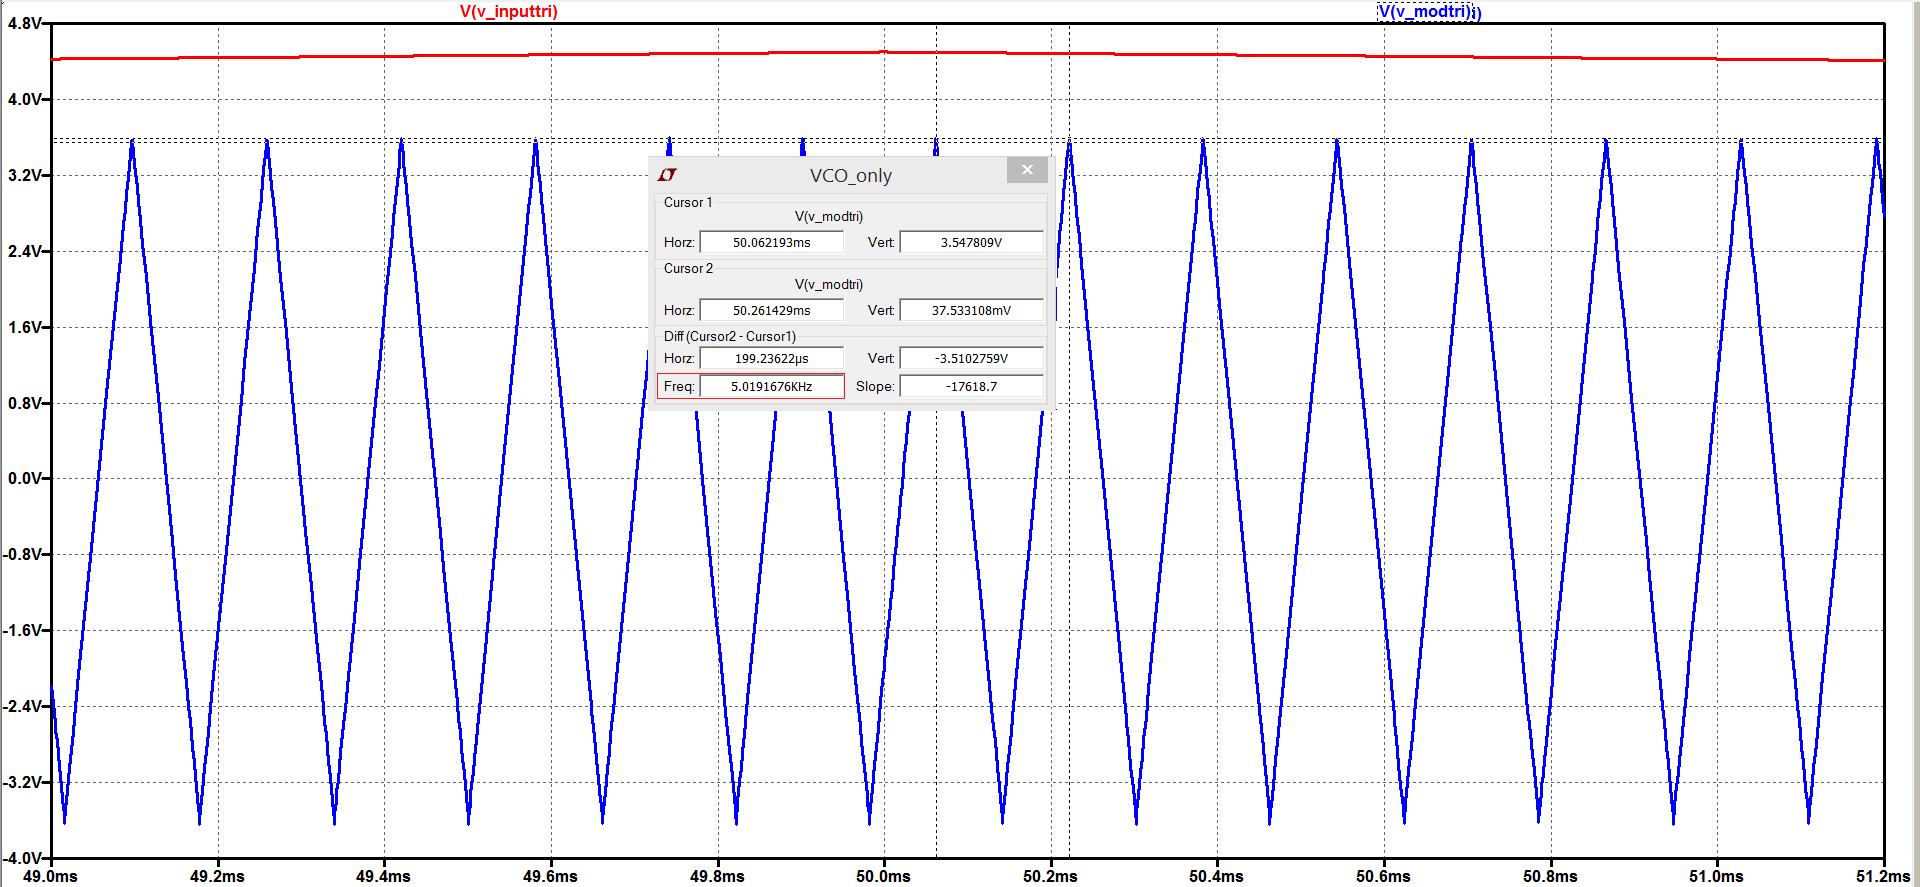 V(v_inputtri) V(v_modtri)
4.8V
4.0V
3.2V
2.4V
1.6V
0.8V
0.0V
-0.8V
-1.6V
-2.4V
-3.2V
-4.0V
VCO_only
Cursor 1
V(v_modtri)
Horz: 50.062193ms Vert: 3.547809V
Cursor 2
V(v_modtri)
Horz: 50.261429ms Vert: 37.533108mV
Diff (Cursor2 - Cursor1)
Horz: 199.23622µs Vert: -3.5102759V
Freq: 5.0191676KHz Slope: -17618.7
49.0ms 49.2ms 49.4ms 49.6ms 49.8ms 50.0ms 50.2ms 50.4ms 50.6ms 50.8ms 51.0ms 51.2ms